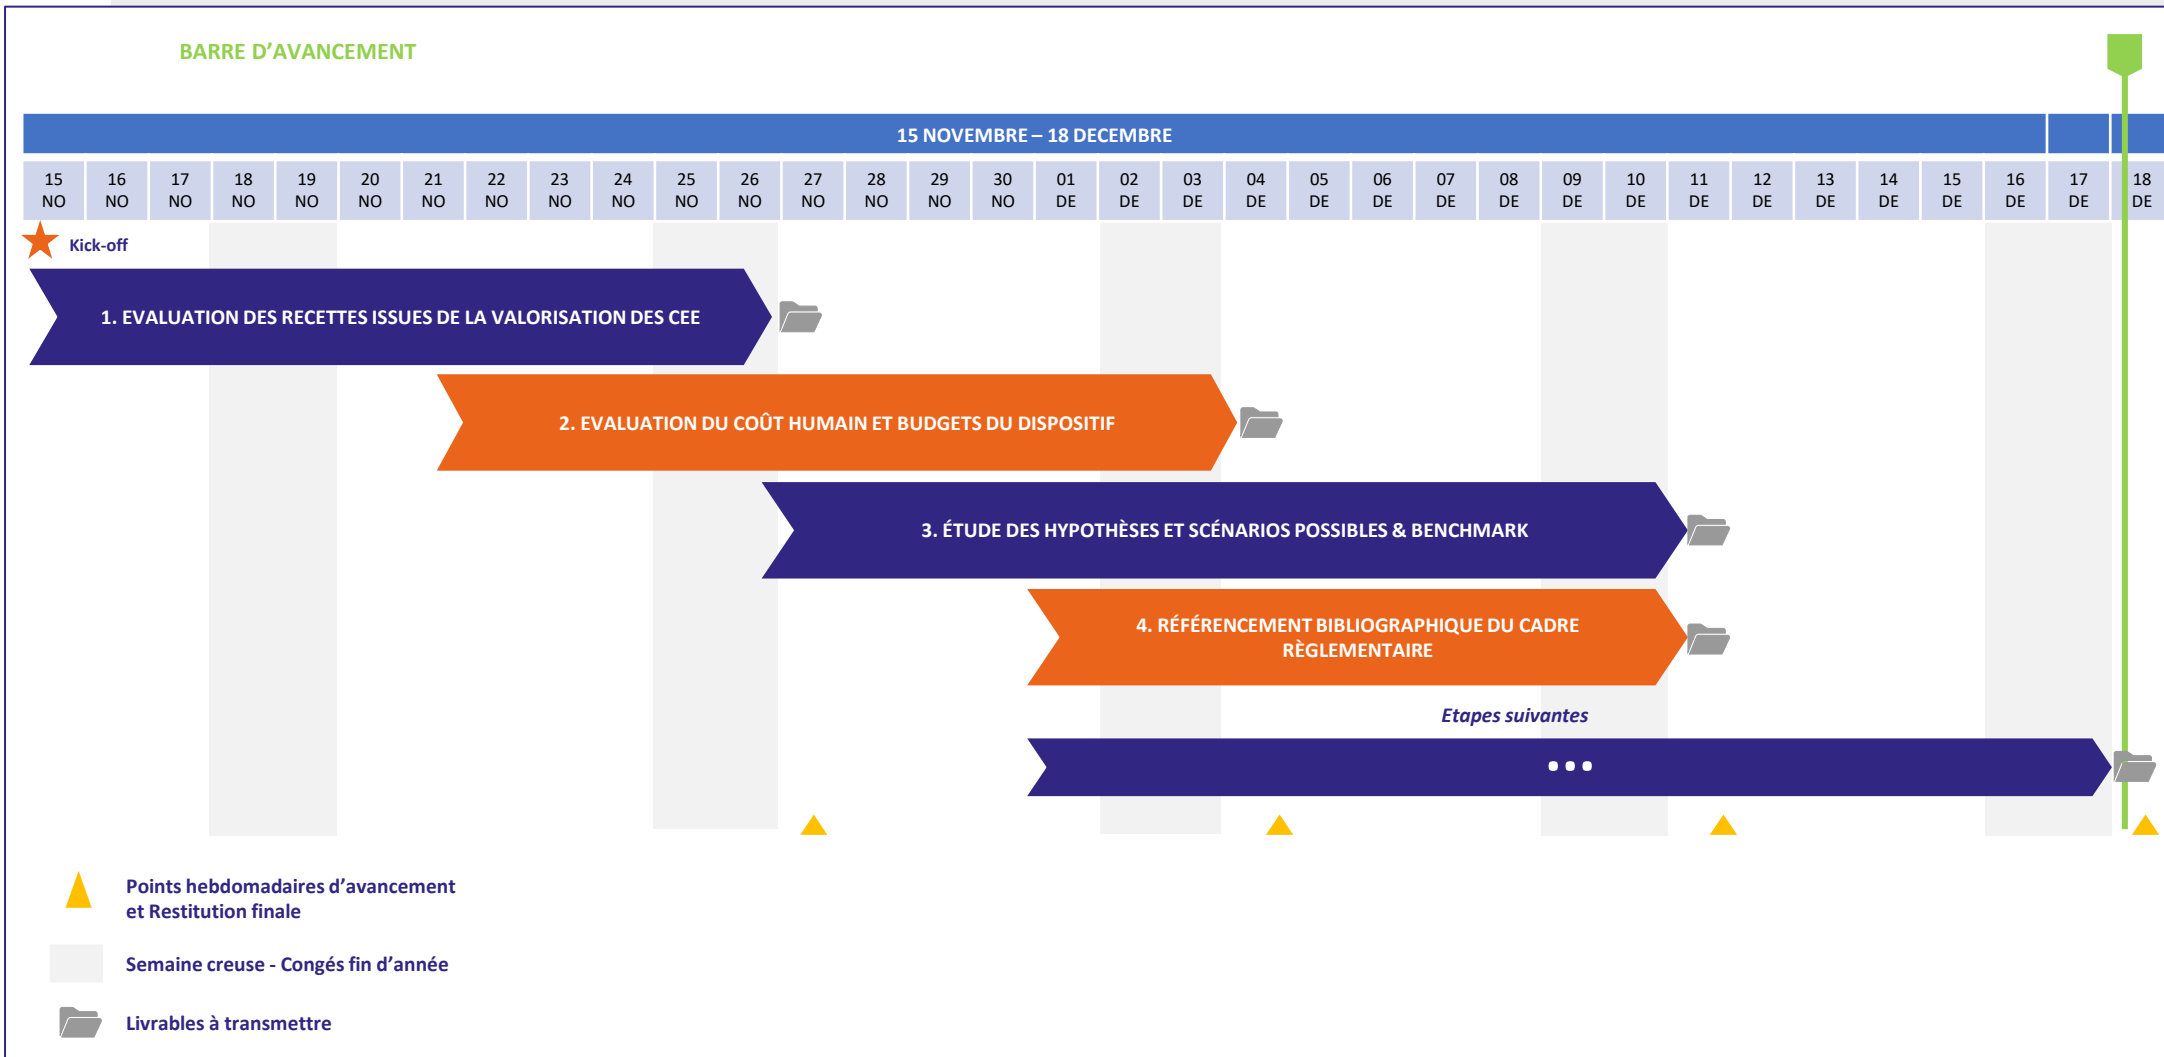 BARRE D’AVANCEMENT
15 NOVEMBRE – 18 DECEMBRE
15 16 17 18 19 20 21 22 23 24 25 26 27 28 29 30 01 02 03 04 05 06 07 08 09 10 11 12 13 14 15 16 17 18
NO NO NO NO NO NO NO NO NO NO NO NO NO NO NO NO DE DE DE DE DE DE DE DE DE DE DE DE DE DE DE DE DE DE
Kick-off
1. EVALUATION DES RECETTES ISSUES DE LA VALORISATION DES CEE
2. EVALUATION DU COÛT HUMAIN ET BUDGETS DU DISPOSITIF
3. ÉTUDE DES HYPOTHÈSES ET SCÉNARIOS POSSIBLES & BENCHMARK
4. RÉFÉRENCEMENT BIBLIOGRAPHIQUE DU CADRE
RÈGLEMENTAIRE
Etapes suivantes
...
Points hebdomadaires d’avancement
et Restitution finale
Semaine creuse - Congés fin d’année
Livrables à transmettre